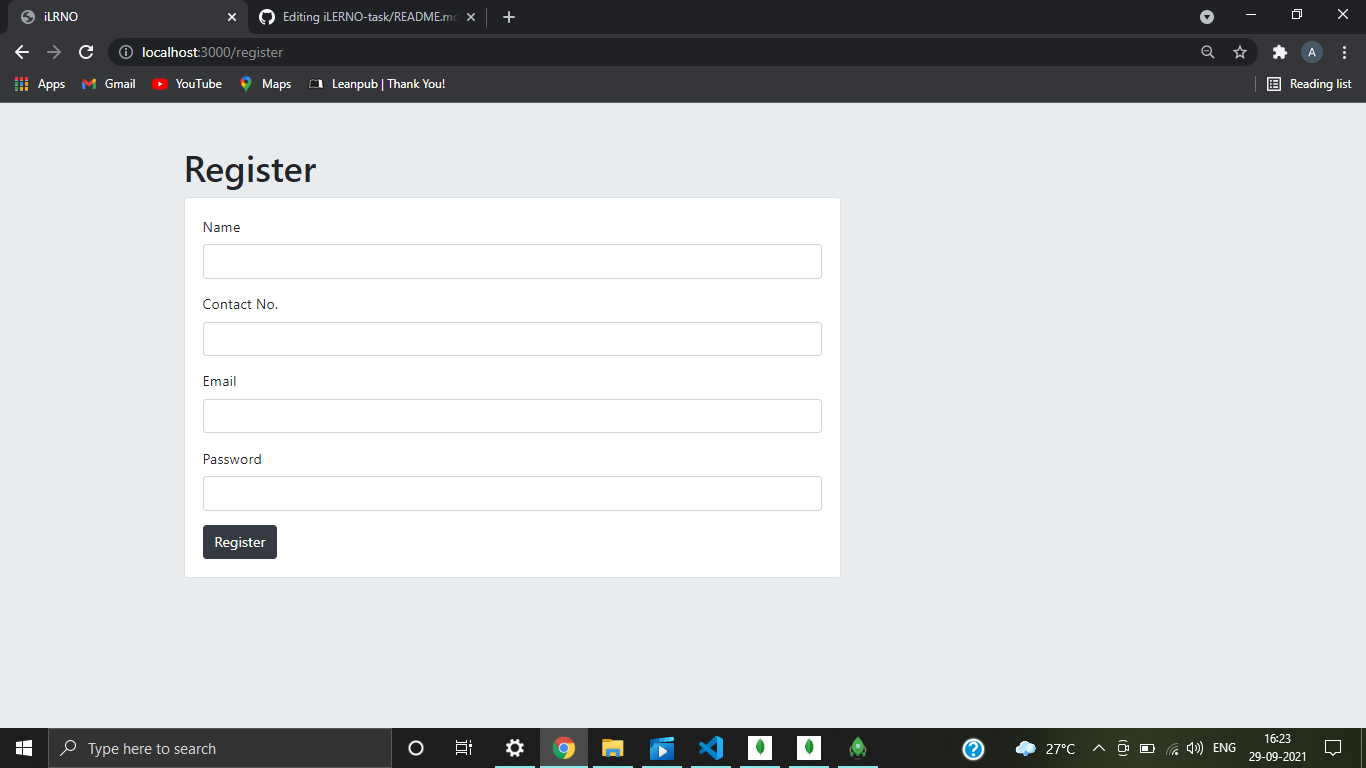 iLRNO
Editing iLERNO-task/README.mc
localhost:3000/register
A
Apps
Gmail
YouTube
Maps
Leanpub | Thank You!
Reading list
Register
Name
Contact No.
Email
Password
Register
Type here to search
27°C
ENG
16:23
29-09-2021